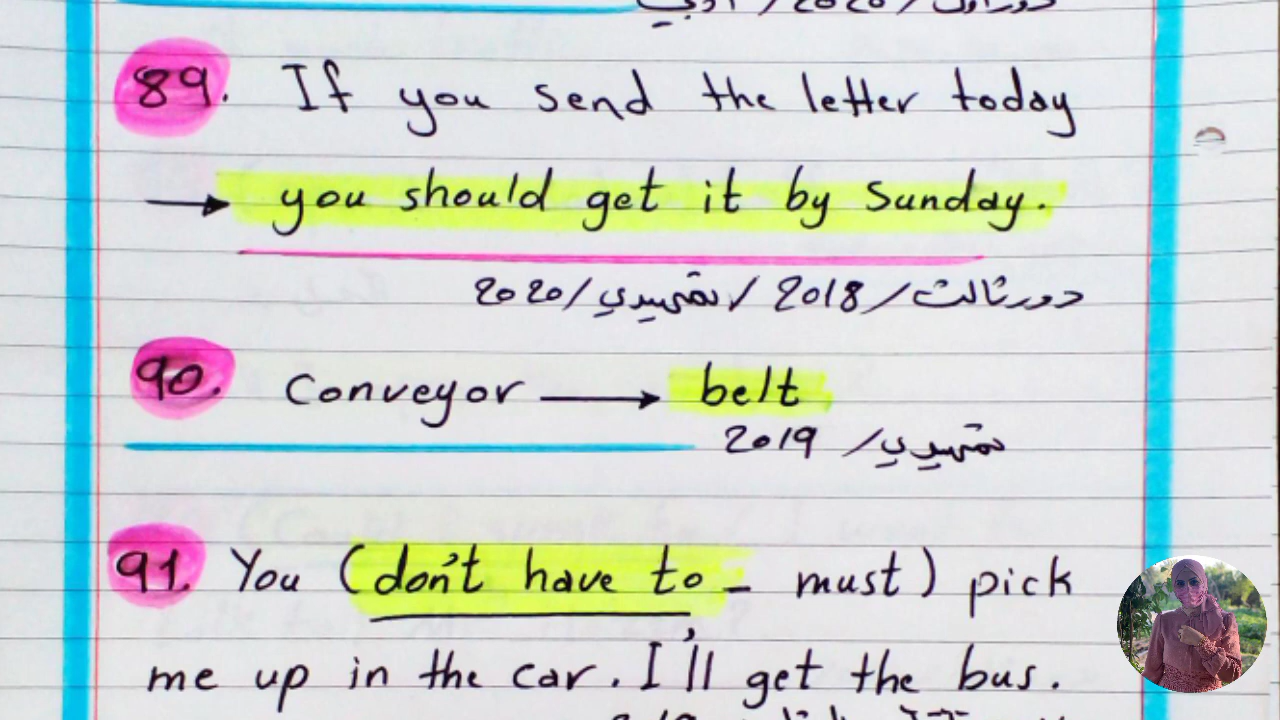 89. If you send the letter today
→ you should get it by Sunday.
دور ثالث / 2018 / تمهيدي / 2020
90. Conveyor → belt
تمهيدي / 2019
91. You (don't have to - must) pick
me up in the car. I'll get the bus.